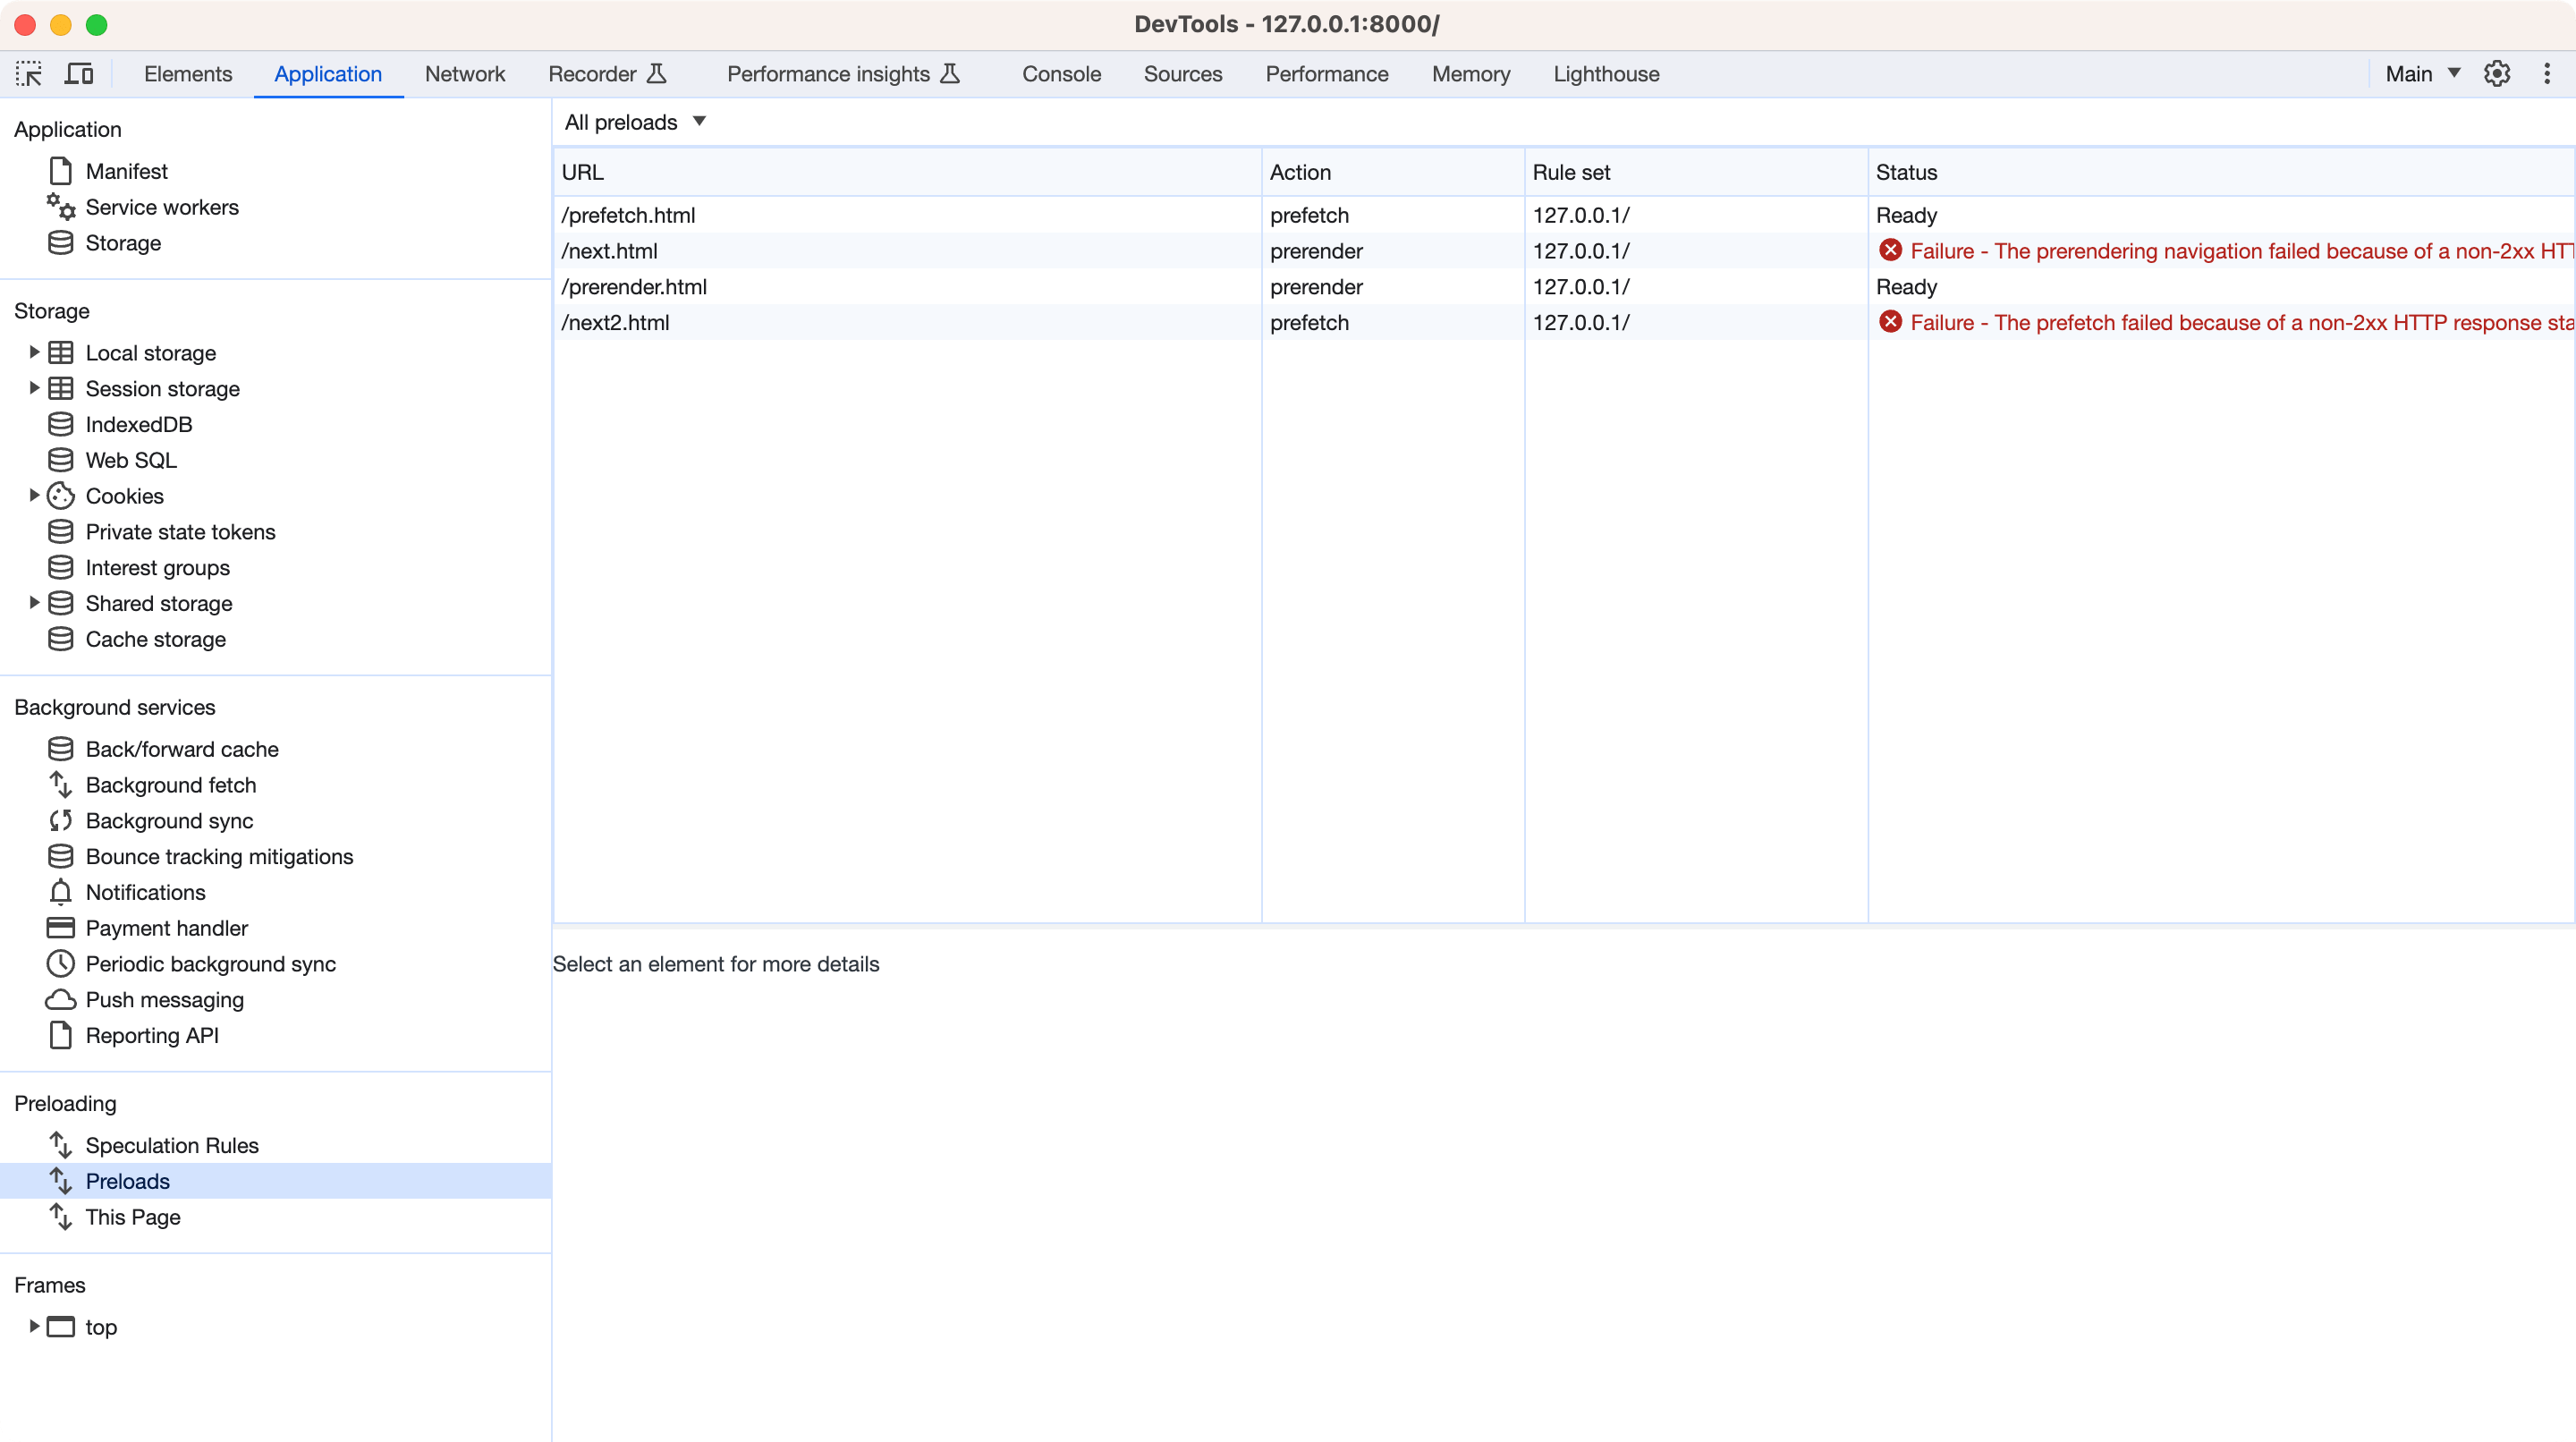 DevTools - 127.0.0.1:8000/
Elements Application Network Recorder Performance insights Console Sources Performance Memory Lighthouse Main
Application
Manifest
Service workers
Storage
Storage
Local storage
Session storage
IndexedDB
Web SQL
Cookies
Private state tokens
Interest groups
Shared storage
Cache storage
Background services
Back/forward cache
Background fetch
Background sync
Bounce tracking mitigations
Notifications
Payment handler
Periodic background sync
Push messaging
Reporting API
Preloading
Speculation Rules
Preloads
This Page
Frames
top
All preloads
URL Action Rule set Status
/prefetch.html prefetch 127.0.0.1/ Ready
/next.html prerender 127.0.0.1/ Failure - The prerendering navigation failed because of a non-2xx HTT
/prerender.html prerender 127.0.0.1/ Ready
/next2.html prefetch 127.0.0.1/ Failure - The prefetch failed because of a non-2xx HTTP response sta
Select an element for more details